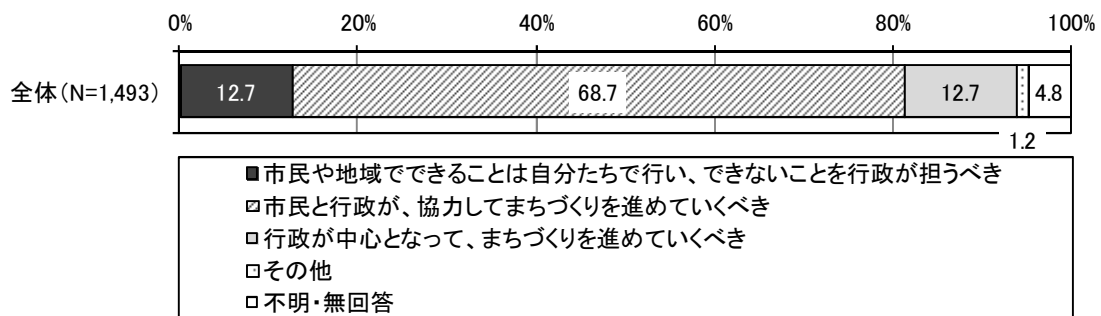 0% 20% 40% 60% 80% 100%
全体（N=1,493） 12.7 68.7 12.7 4.8
1.2
市民や地域でできることは自分たちで行い、できないことを行政が担うべき
市民と行政が、協力してまちづくりを進めていくべき
行政が中心となって、まちづくりを進めていくべき
その他
不明・無回答